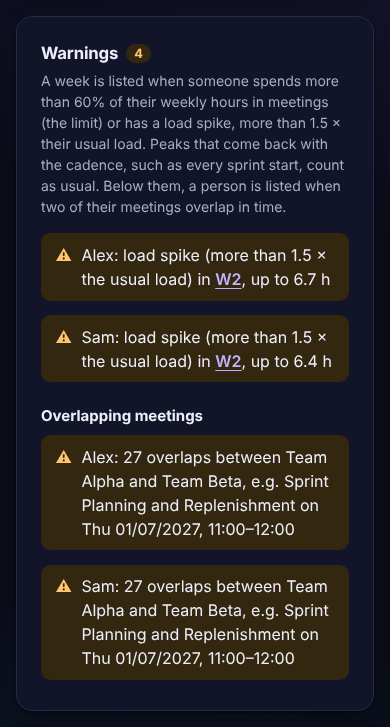 Warnings 4
A week is listed when someone spends more
than 60% of their weekly hours in meetings
(the limit) or has a load spike, more than 1.5 ×
their usual load. Peaks that come back with
the cadence, such as every sprint start, count
as usual. Below them, a person is listed when
two of their meetings overlap in time.
Alex: load spike (more than 1.5 ×
the usual load) in W2, up to 6.7 h
Sam: load spike (more than 1.5 ×
the usual load) in W2, up to 6.4 h
Overlapping meetings
Alex: 27 overlaps between Team
Alpha and Team Beta, e.g. Sprint
Planning and Replenishment on
Thu 01/07/2027, 11:00–12:00
Sam: 27 overlaps between Team
Alpha and Team Beta, e.g. Sprint
Planning and Replenishment on
Thu 01/07/2027, 11:00–12:00